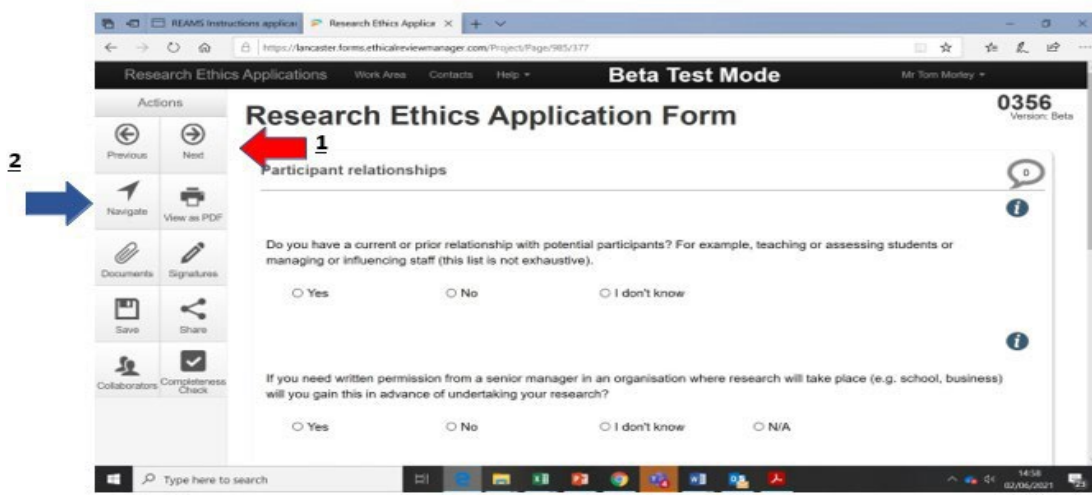 REAMS Instructions applicat
Research Ethics Applice
https://lancaster.forms.ethicalreviewmanager.com/Project/Page/985/377
Research Ethics Applications Work Area Contacts Help Beta Test Mode Mr Tom Morley
Actions
Research Ethics Application Form
0356
Version: Beta
Previous Next
1
2
Participant relationships
0
Navigate View as PDF
Do you have a current or prior relationship with potential participants? For example, teaching or assessing students or
managing or influencing staff (this list is not exhaustive).
Documents Signatures
Yes No I don't know
Save Share
Collaborators Completeness
Check
If you need written permission from a senior manager in an organisation where research will take place (e.g. school, business)
will you gain this in advance of undertaking your research?
Yes No I don't know N/A
Type here to search
14:58
02/06/2021